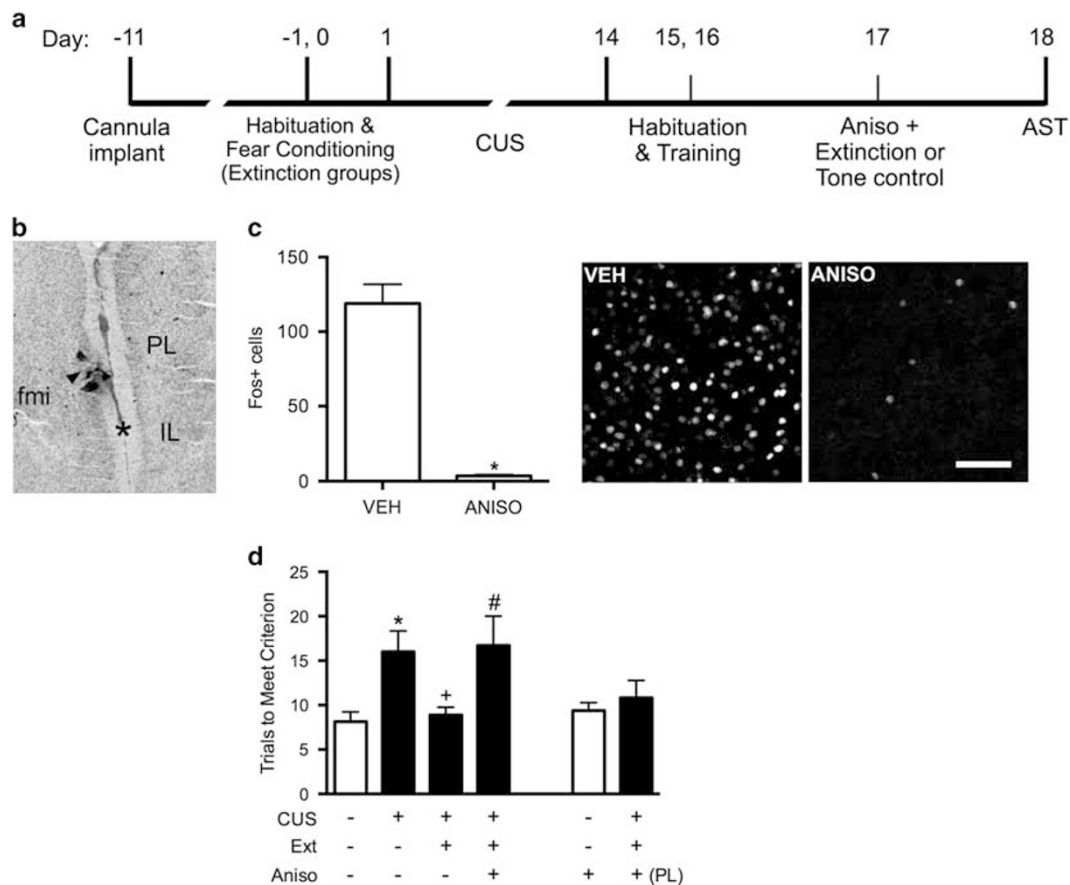 a
Day: -11 -1, 0 1 14 15, 16 17 18
Cannula
implant
Habituation &
Fear Conditioning
(Extinction groups)
CUS
Habituation
& Training
Aniso +
Extinction or
Tone control
AST
b
PL
fmi
*
IL
c
Fos+ cells
150
100
50
0
*
VEH
ANISO
VEH
ANISO
d
Trials to Meet Criterion
25
20
15
10
5
0
*
+
#
CUS - + + + - +
Ext - - + + - +
Aniso - - - + + + (PL)